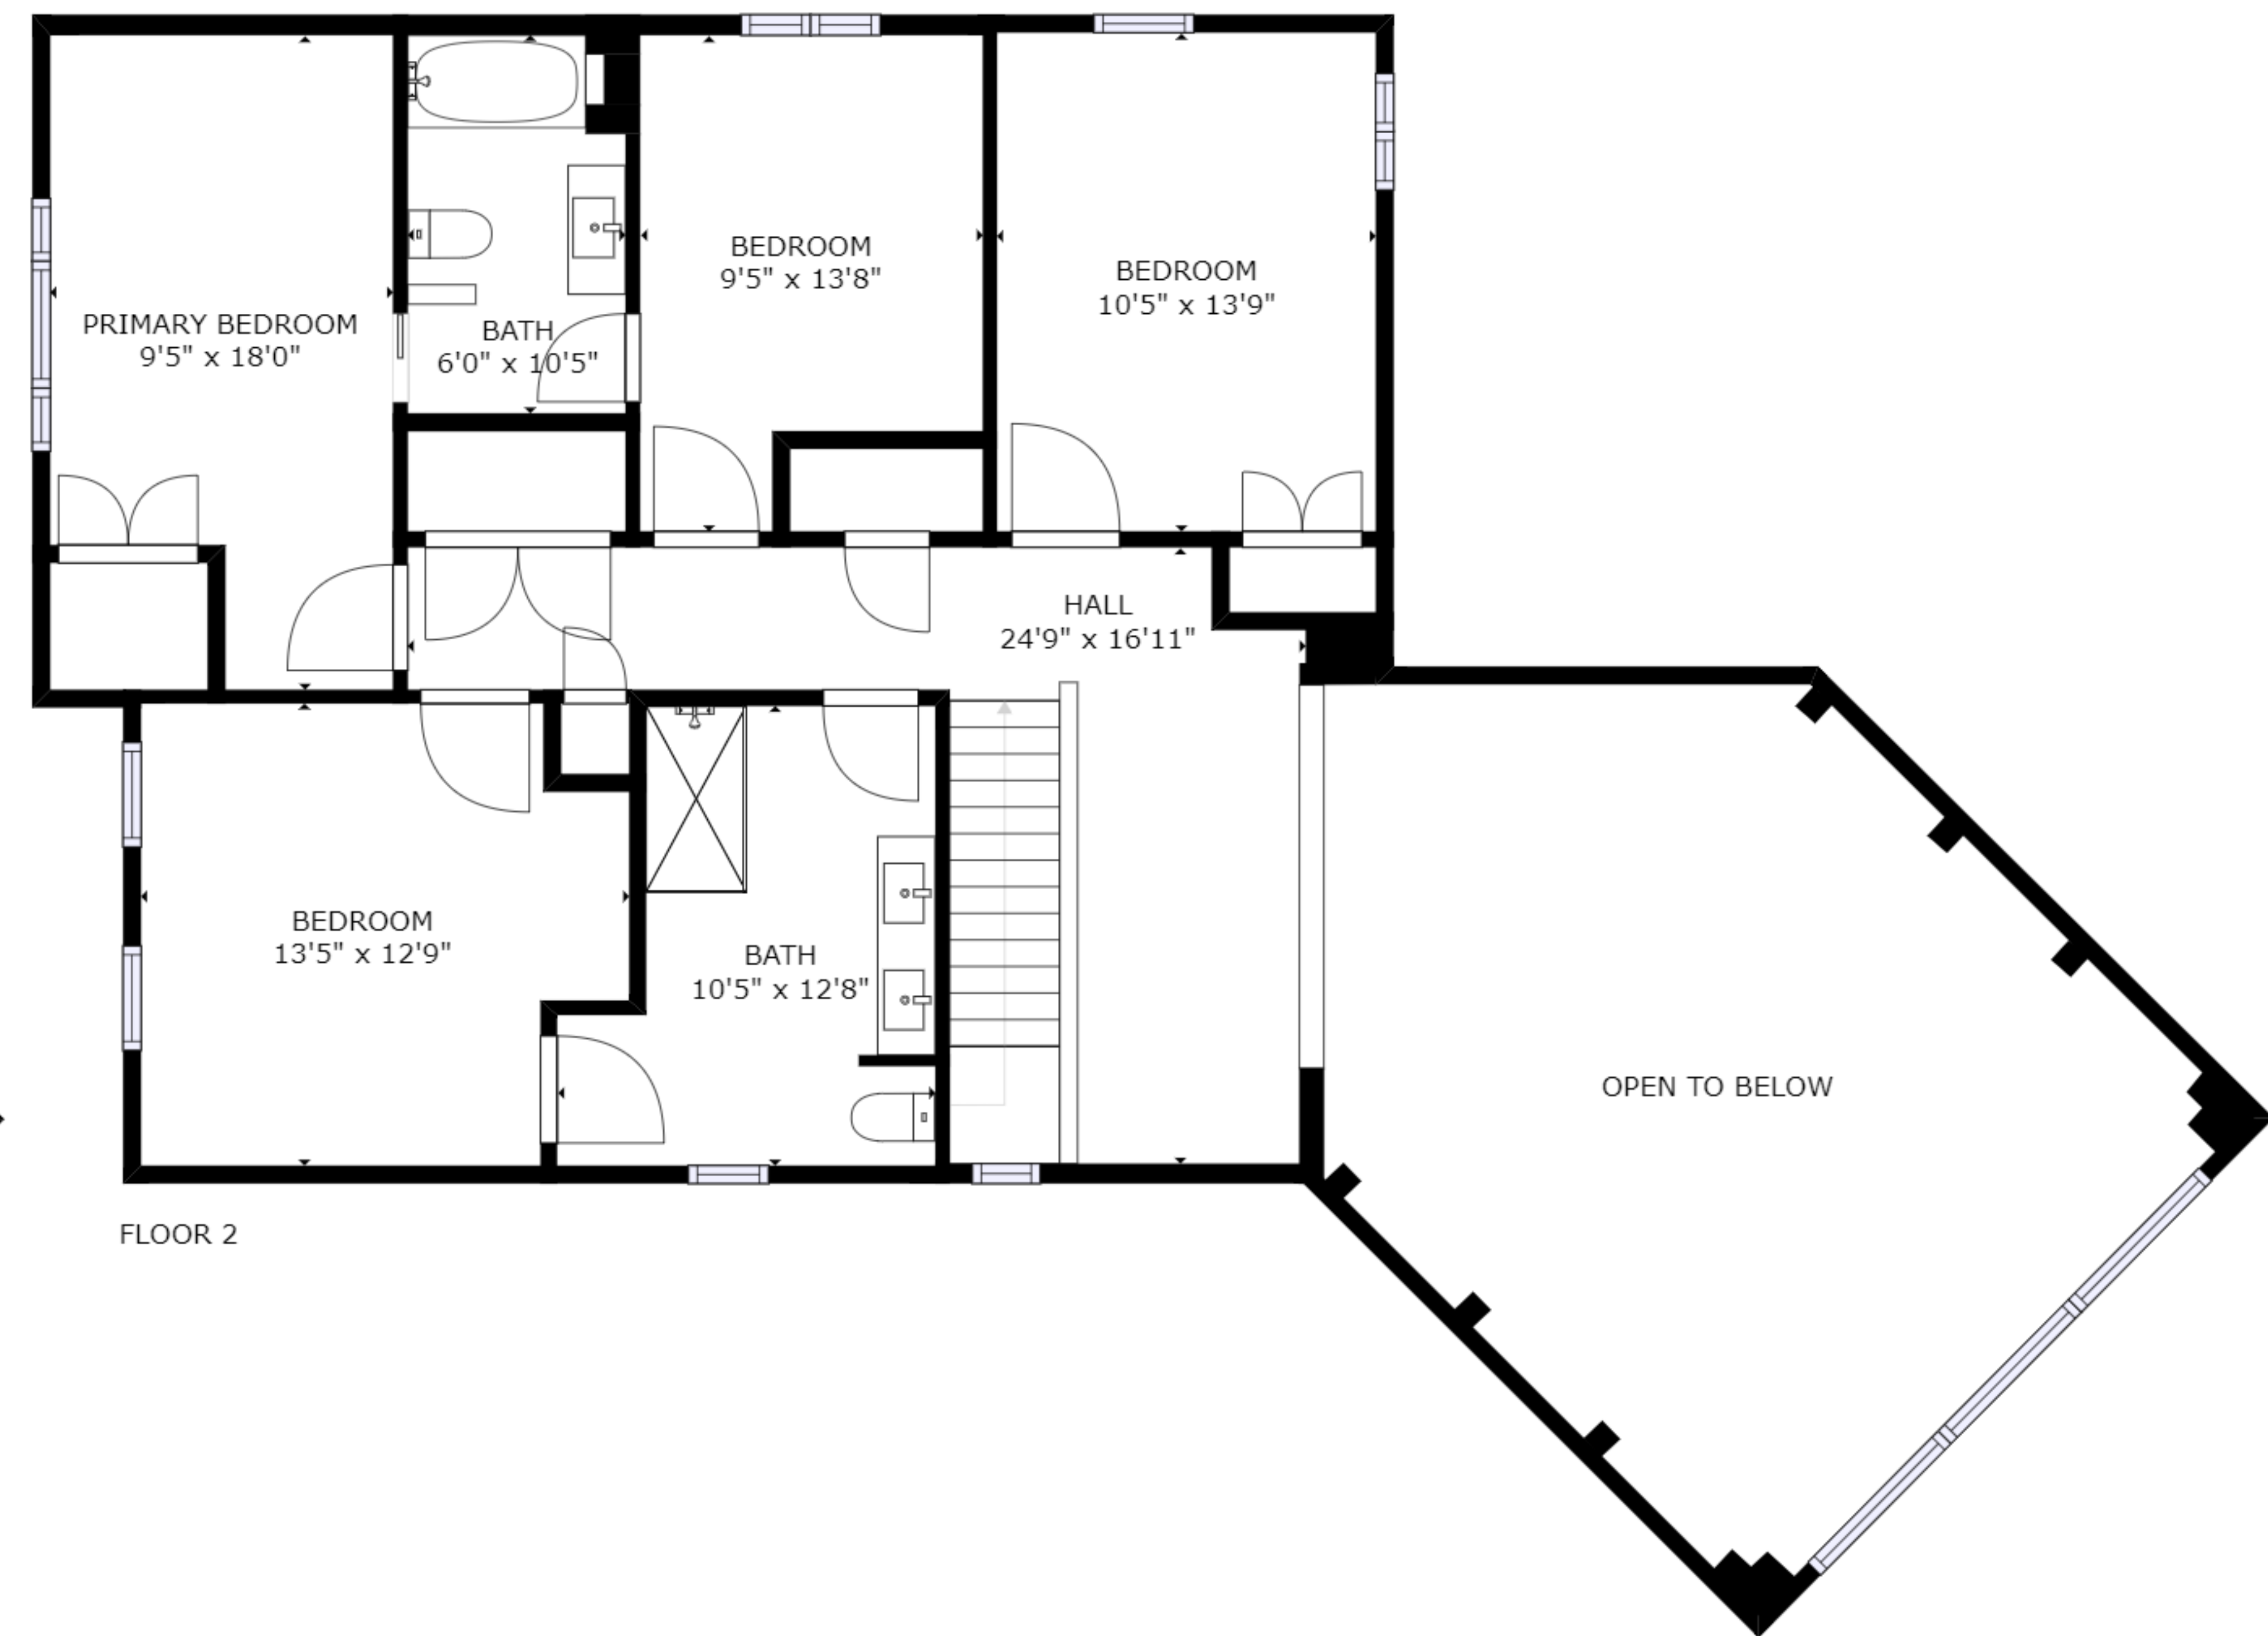 PRIMARY BEDROOM
9'5" x 18'0"
BATH
6'0" x 10'5"
BEDROOM
9'5" x 13'8"
BEDROOM
10'5" x 13'9"
HALL
24'9" x 16'11"
BEDROOM
13'5" x 12'9"
BATH
10'5" x 12'8"
OPEN TO BELOW
FLOOR 2